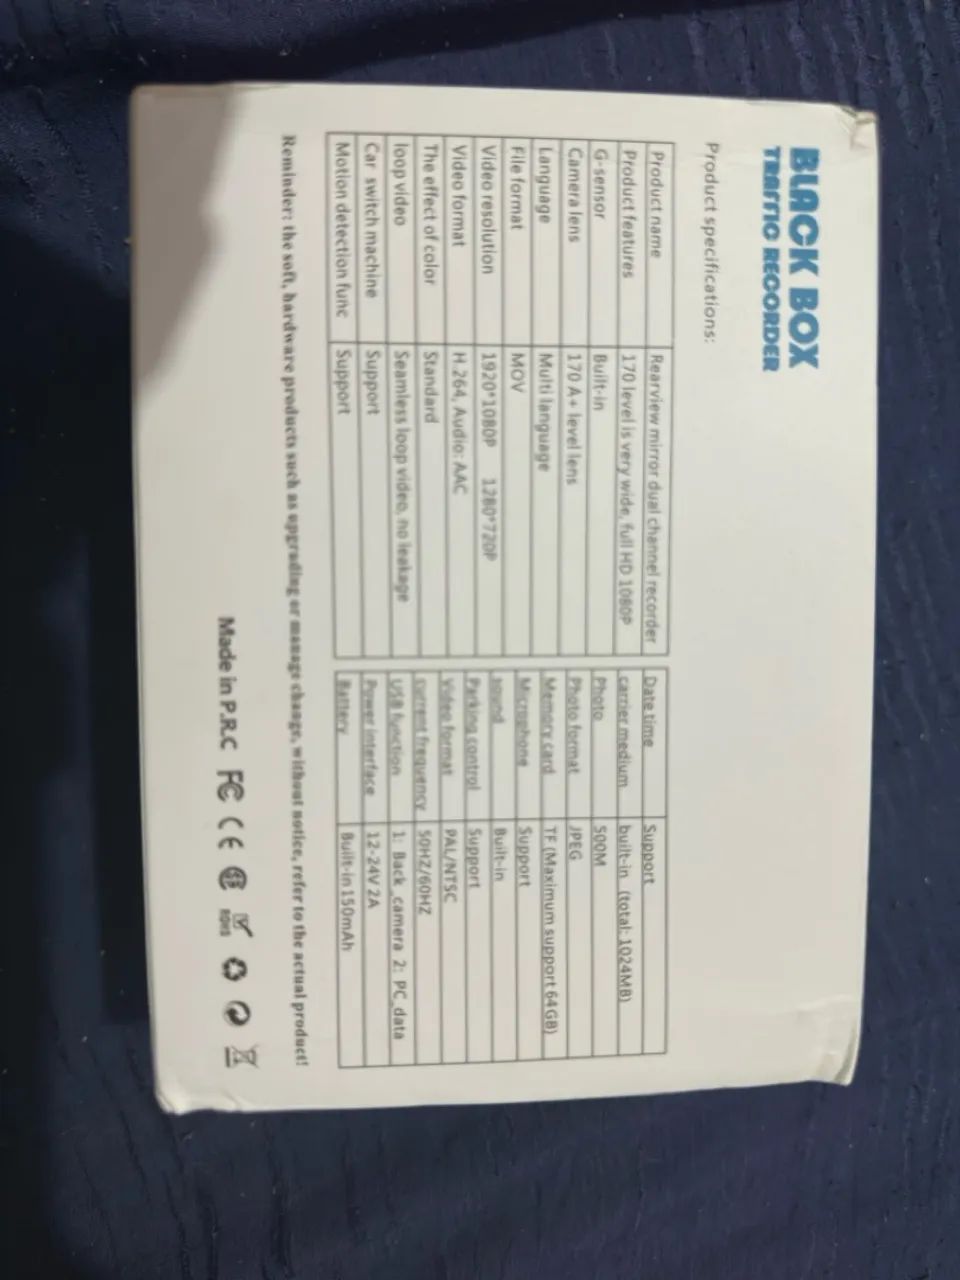 BLACK BOX
TRAFFIC RECORDER
Product specifications:
Product name Rearview mirror dual channel recorder
Product features 170 level is very wide, full HD 1080P
G-sensor Built-in
Camera lens 170 A+ level lens
Language Multi language
File format MOV
Video resolution 1920*1080P 1280*720P
Video format H.264, Audio: AAC
The effect of color Standard
loop video Seamless loop video, no leakage
Car switch machine Support
Motion detection func Support
Date time Support
carrier medium built-in (total: 1024MB)
Photo 500M
Photo format JPEG
Memory card TF (Maximum support 64GB)
Microphone Support
sound Built-in
Parking control Support
Video format PAL/NTSC
current frequency 50HZ/60HZ
USB function 1: Back_camera 2: PC_data
Power interface 12-24V 2A
Battery Built-in 150mAh
Reminder: the soft, hardware products such as upgrading or manage change, without notice, refer to the actual product!
Made in P.R.C FC CE ROHS